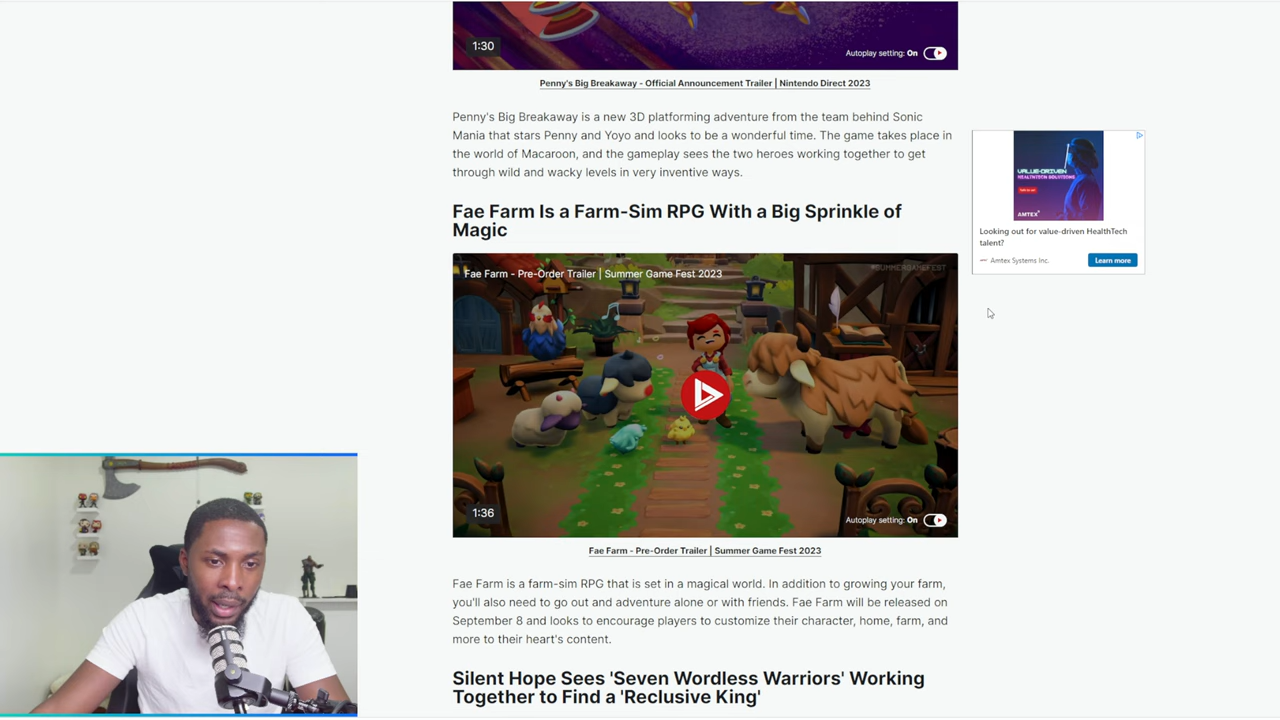 1:30
Autoplay setting: On
Penny's Big Breakaway - Official Announcement Trailer | Nintendo Direct 2023
Penny's Big Breakaway is a new 3D platforming adventure from the team behind Sonic
Mania that stars Penny and Yoyo and looks to be a wonderful time. The game takes place in
the world of Macaroon, and the gameplay sees the two heroes working together to get
through wild and wacky levels in very inventive ways.
Fae Farm Is a Farm-Sim RPG With a Big Sprinkle of
Magic
Fae Farm - Pre-Order Trailer | Summer Game Fest 2023
#SUMMERGAMEFEST
1:36
Autoplay setting: On
Fae Farm - Pre-Order Trailer | Summer Game Fest 2023
Fae Farm is a farm-sim RPG that is set in a magical world. In addition to growing your farm,
you'll also need to go out and adventure alone or with friends. Fae Farm will be released on
September 8 and looks to encourage players to customize their character, home, farm, and
more to their heart's content.
Silent Hope Sees 'Seven Wordless Warriors' Working
Together to Find a 'Reclusive King'
VALUE-DRIVEN
HEALTHTECH SOLUTIONS
AMTEX
Looking out for value-driven HealthTech
talent?
Amtex Systems Inc.
Learn more